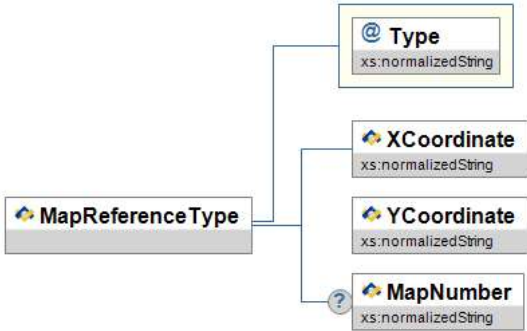 @ Type
xs:normalizedString
XCoordinate
xs:normalizedString
MapReferenceType
YCoordinate
xs:normalizedString
?
MapNumber
xs:normalizedString